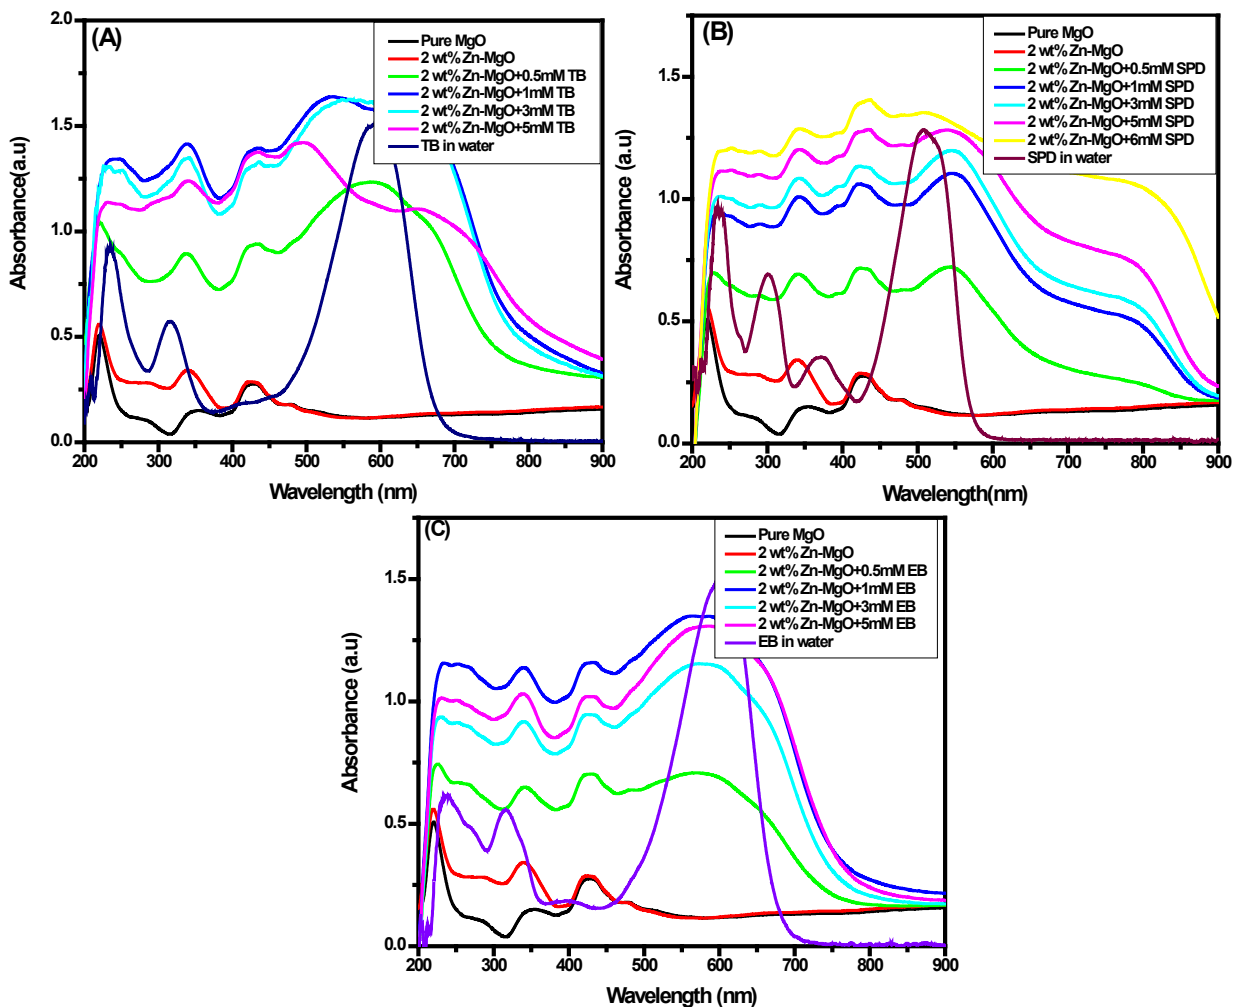 (A)
2.0
1.5
1.0
0.5
0.0
Absorbance(a.u)
Pure MgO
2 wt% Zn-MgO
2 wt% Zn-MgO+0.5mM TB
2 wt% Zn-MgO+1mM TB
2 wt% Zn-MgO+3mM TB
2 wt% Zn-MgO+5mM TB
TB in water
200 300 400 500 600 700 800 900
Wavelength (nm)
(B)
1.5
1.0
0.5
0.0
Absorbance (a.u)
Pure MgO
2 wt% Zn-MgO
2 wt% Zn-MgO+0.5mM SPD
2 wt% Zn-MgO+1mM SPD
2 wt% Zn-MgO+3mM SPD
2 wt% Zn-MgO+5mM SPD
2 wt% Zn-MgO+6mM SPD
SPD in water
200 300 400 500 600 700 800 900
Wavelength(nm)
(C)
1.5
1.0
0.5
0.0
Absorbance (a.u)
Pure MgO
2 wt% Zn-MgO
2 wt% Zn-MgO+0.5mM EB
2 wt% Zn-MgO+1mM EB
2 wt% Zn-MgO+3mM EB
2 wt% Zn-MgO+5mM EB
EB in water
200 300 400 500 600 700 800 900
Wavelength (nm)